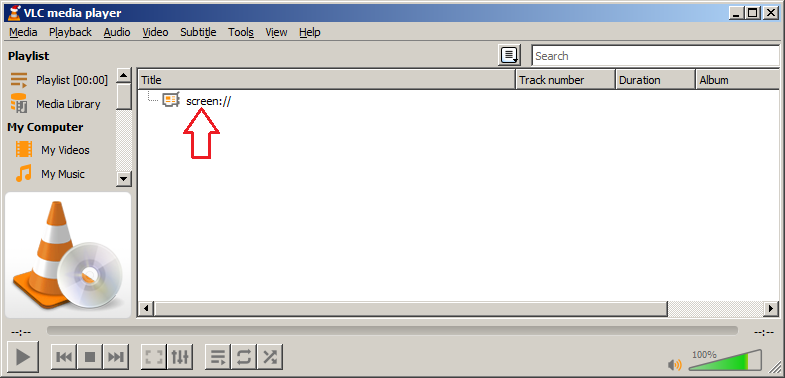 VLC media player
Media Playback Audio Video Subtitle Tools View Help
Playlist
Search
Playlist [00:00]
Media Library
My Computer
My Videos
My Music
Title Track number Duration Album
screen://
--:-- --:--
100%